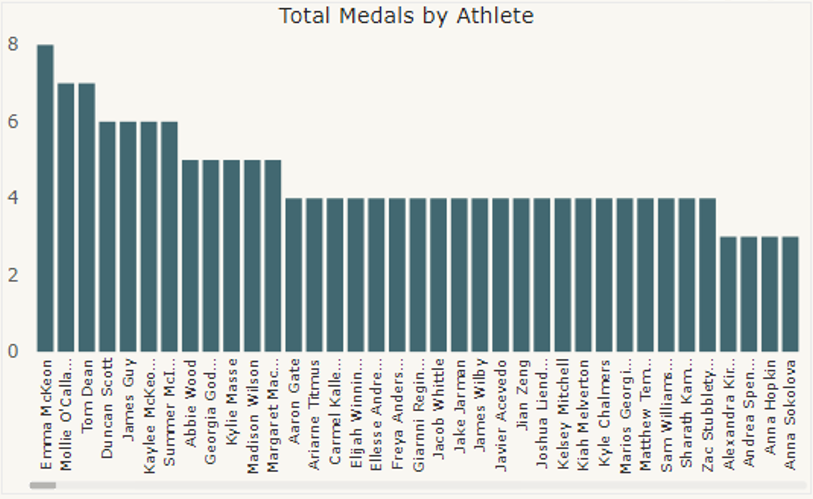 Total Medals by Athlete
8
6
4
2
0
Emma McKeon
Mollie O'Calla...
Tom Dean
Duncan Scott
James Guy
Kaylee McKeo...
Summer McI...
Abbie Wood
Georgia God...
Kylie Masse
Madison Wilson
Margaret Mac...
Aaron Gate
Ariarne Titmus
Carmel Kalle...
Elijah Winnin...
Ellesse Andre...
Freya Anders...
Gianni Regin...
Jacob Whittle
Jake Jarman
James Wilby
Javier Acevedo
Jian Zeng
Joshua Liend...
Kelsey Mitchell
Kiah Melverton
Kyle Chalmers
Marios Georgi...
Matthew Tem...
Sam Williams...
Sharath Kam...
Zac Stubblety...
Alexandra Kir...
Andrea Spen...
Anna Hopkin
Anna Sokolova